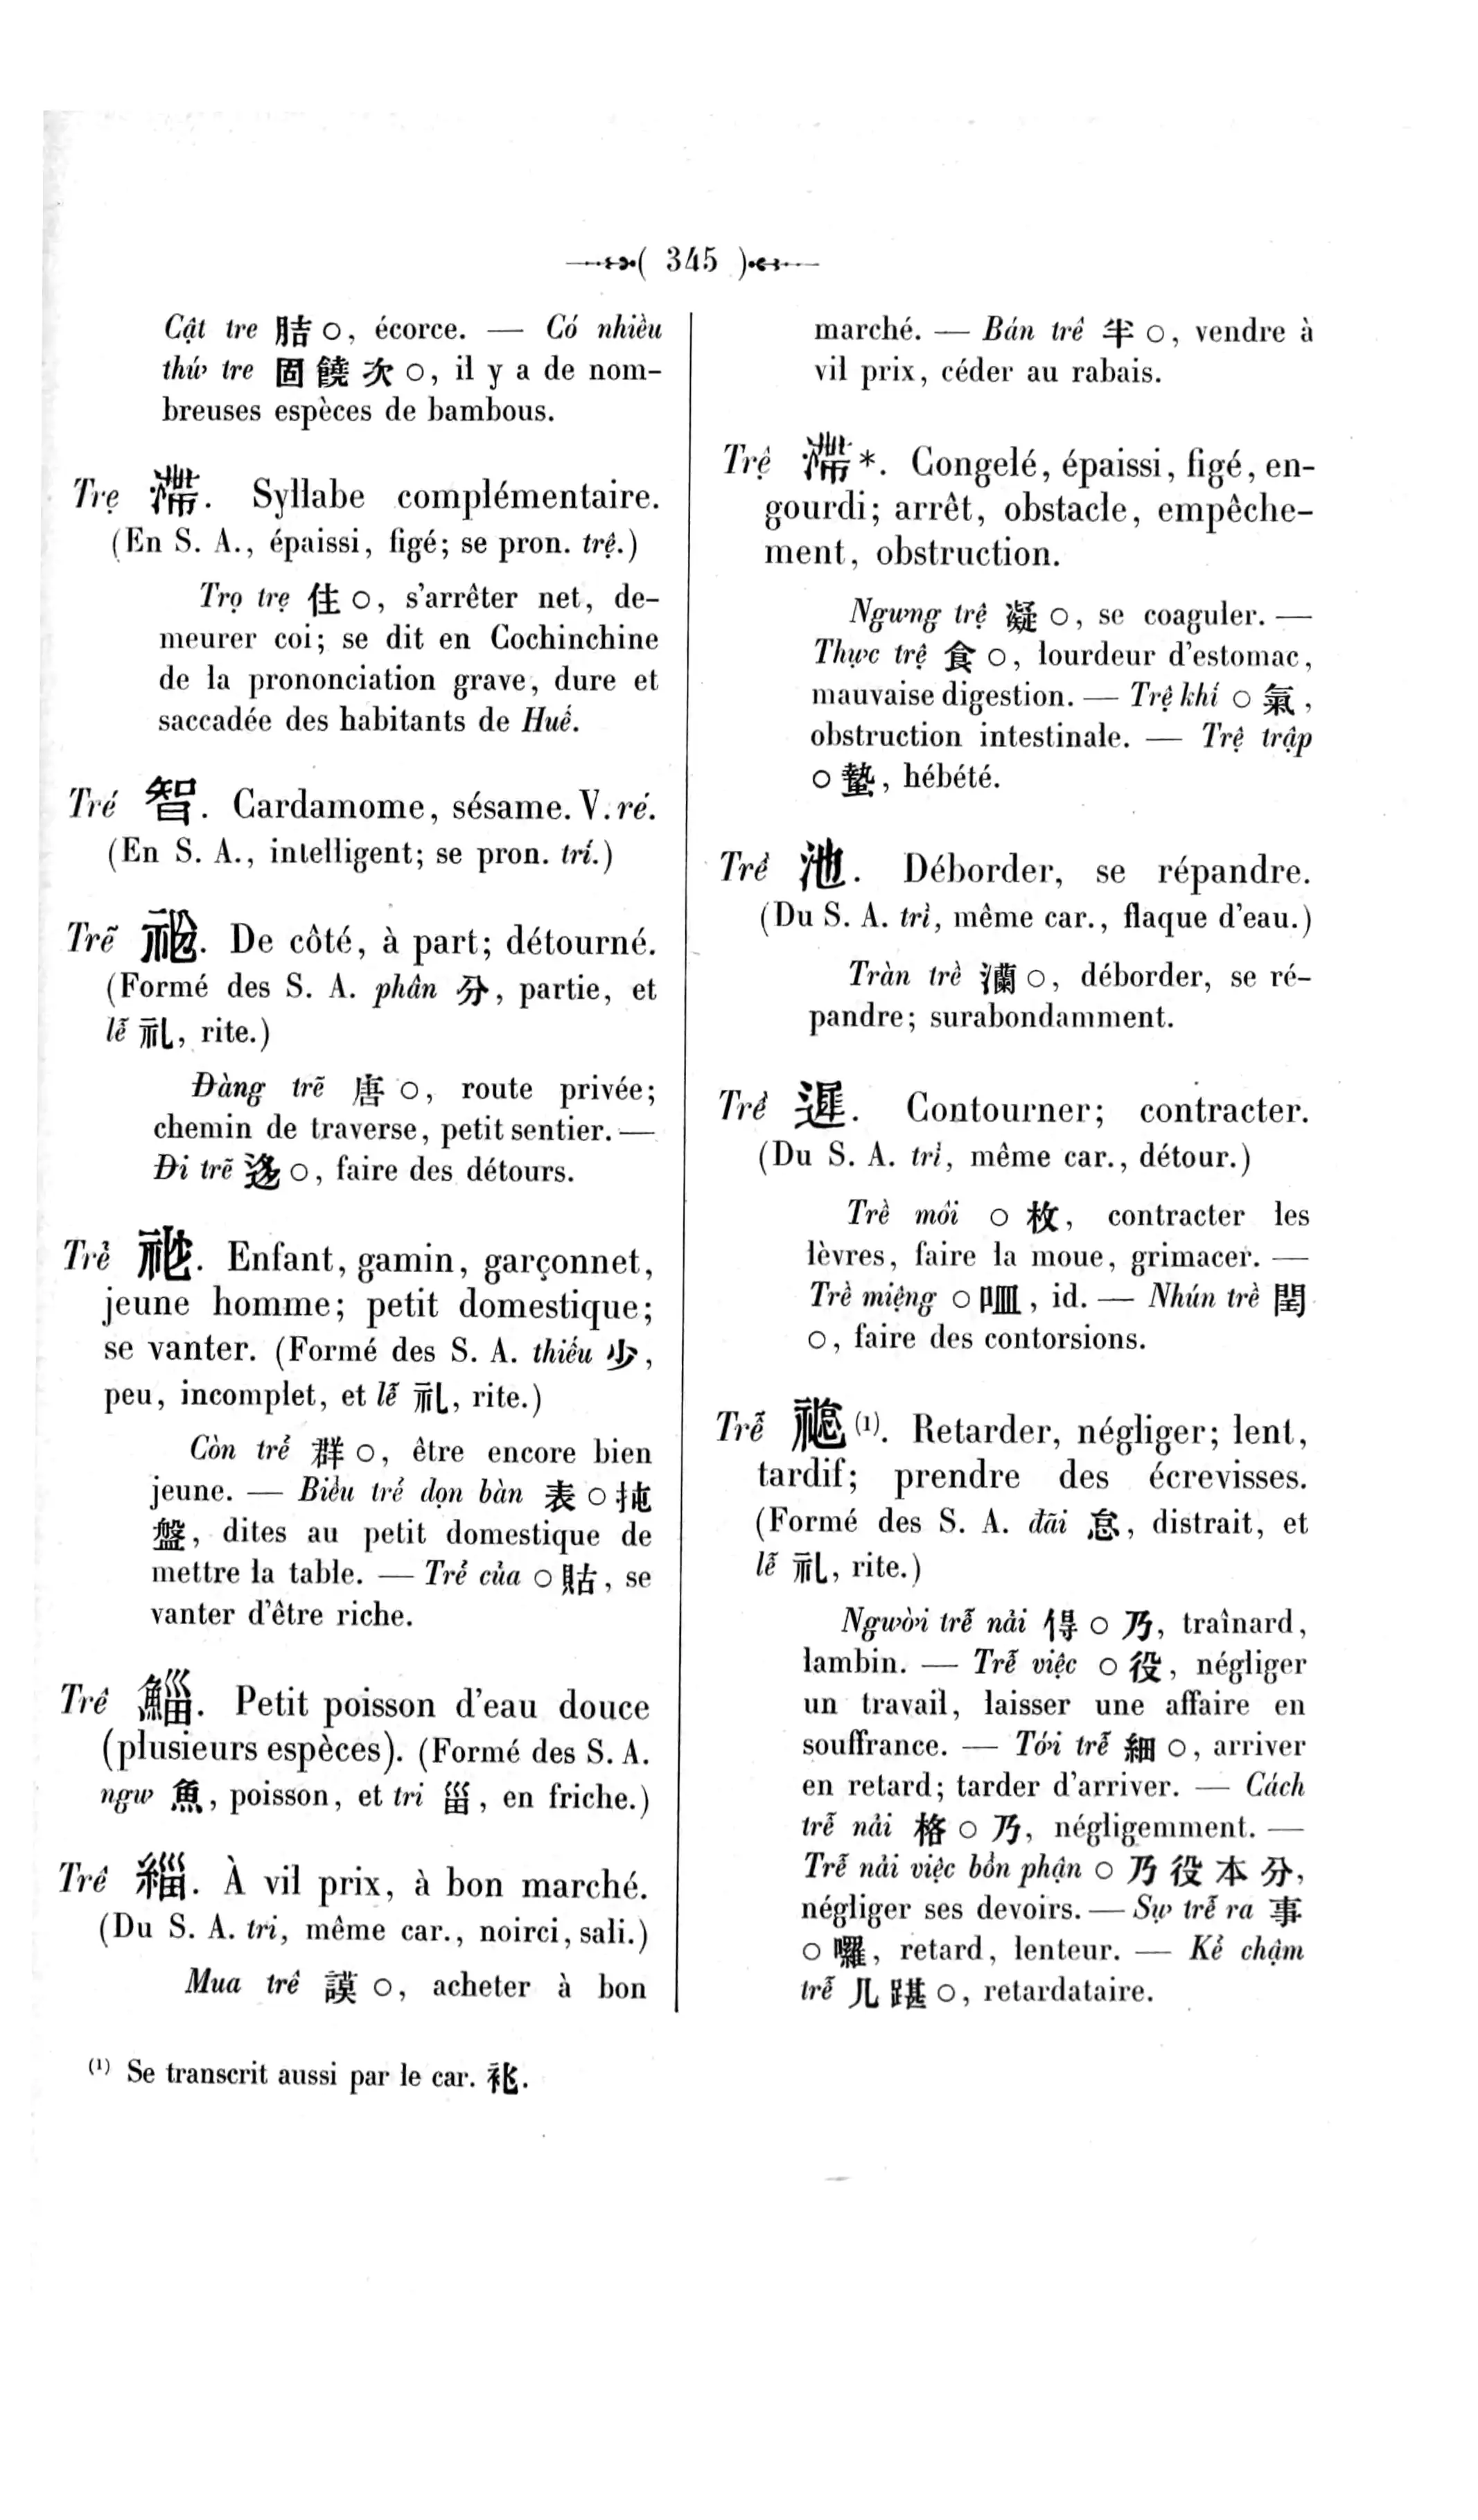 ( 345 )
Cật tre 䏦 ○, écorce. — Có nhiều
thứ tre 固 饒 次 ○, il y a de nom-
breuses espèces de bambous.
Trẹ 滯. Syllabe complémentaire.
(En S. A., épaissi, figé; se pron. trệ.)
Trọ trẹ 住 ○, s'arrêter net, de-
meurer coi; se dit en Cochinchine
de la prononciation grave, dure et
saccadée des habitants de Huế.
Tré 智. Cardamome, sésame. V. ré.
(En S. A., intelligent; se pron. trí.)
Trẽ. De côté, à part; détourné.
(Formé des S. A. phân 分, partie, et
lễ 礼, rite.)
Đàng trẽ 唐 ○, route privée;
chemin de traverse, petit sentier. —
Đi trẽ 迻 ○, faire des détours.
Trẻ. Enfant, gamin, garçonnet,
jeune homme; petit domestique;
se vanter. (Formé des S. A. thiếu 少,
peu, incomplet, et lễ 礼, rite.)
Còn trẻ 群 ○, être encore bien
jeune. — Biểu trẻ dọn bàn 表 ○ 扽
盤, dites au petit domestique de
mettre la table. — Trẻ của ○ 貼, se
vanter d'être riche.
Trê 鯔. Petit poisson d'eau douce
(plusieurs espèces). (Formé des S. A.
ngư 魚, poisson, et tri 甾, en friche.)
Trê 緇. À vil prix, à bon marché.
(Du S. A. tri, même car., noirci, sali.)
Mua trê 謨 ○, acheter à bon
marché. — Bán trê 半 ○, vendre à
vil prix, céder au rabais.
Trệ 滯 *. Congelé, épaissi, figé, en-
gourdi; arrêt, obstacle, empêche-
ment, obstruction.
Ngưng trệ 凝 ○, se coaguler. —
Thực trệ 食 ○, lourdeur d'estomac,
mauvaise digestion. — Trệ khí ○ 氣,
obstruction intestinale. — Trệ trập
○ 蟄, hébété.
Trề 池. Déborder, se répandre.
(Du S. A. trì, même car., flaque d'eau.)
Tràn trề 瀾 ○, déborder, se ré-
pandre; surabondamment.
Trề 遲. Contourner; contracter.
(Du S. A. trì, même car., détour.)
Trề môi ○ 枚, contracter les
lèvres, faire la moue, grimacer. —
Trề miệng ○ 𠰘, id. — Nhún trề 閏
○, faire des contorsions.
Trễ (1). Retarder, négliger; lent,
tardif; prendre des écrevisses.
(Formé des S. A. đãi 怠, distrait, et
lễ 礼, rite.)
Người trễ nải 得 ○ 乃, traînard,
lambin. — Trễ việc ○ 役, négliger
un travail, laisser une affaire en
souffrance. — Tới trễ 細 ○, arriver
en retard; tarder d'arriver. — Cách
trễ nải 格 ○ 乃, négligemment. —
Trễ nải việc bổn phận ○ 乃 役 本 分,
négliger ses devoirs. — Sự trễ ra 事
○ 囉, retard, lenteur. — Kẻ chậm
trễ 几 踸 ○, retardataire.
(1) Se transcrit aussi par le car.